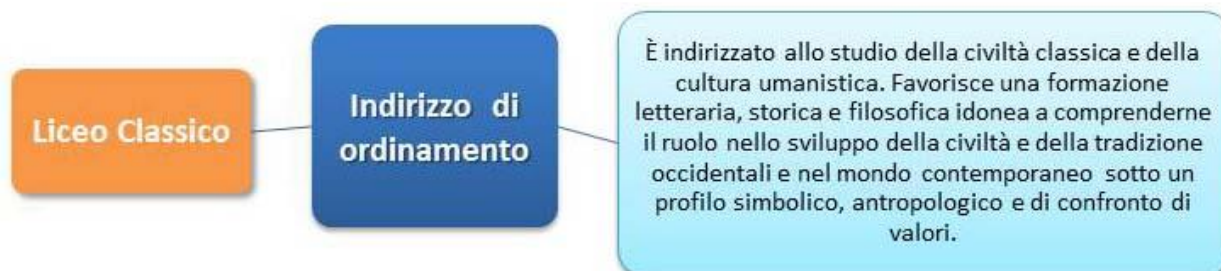 Liceo Classico
Indirizzo di
ordinamento
È indirizzato allo studio della civiltà classica e della
cultura umanistica. Favorisce una formazione
letteraria, storica e filosofica idonea a comprenderne
il ruolo nello sviluppo della civiltà e della tradizione
occidentali e nel mondo contemporaneo sotto un
profilo simbolico, antropologico e di confronto di
valori.